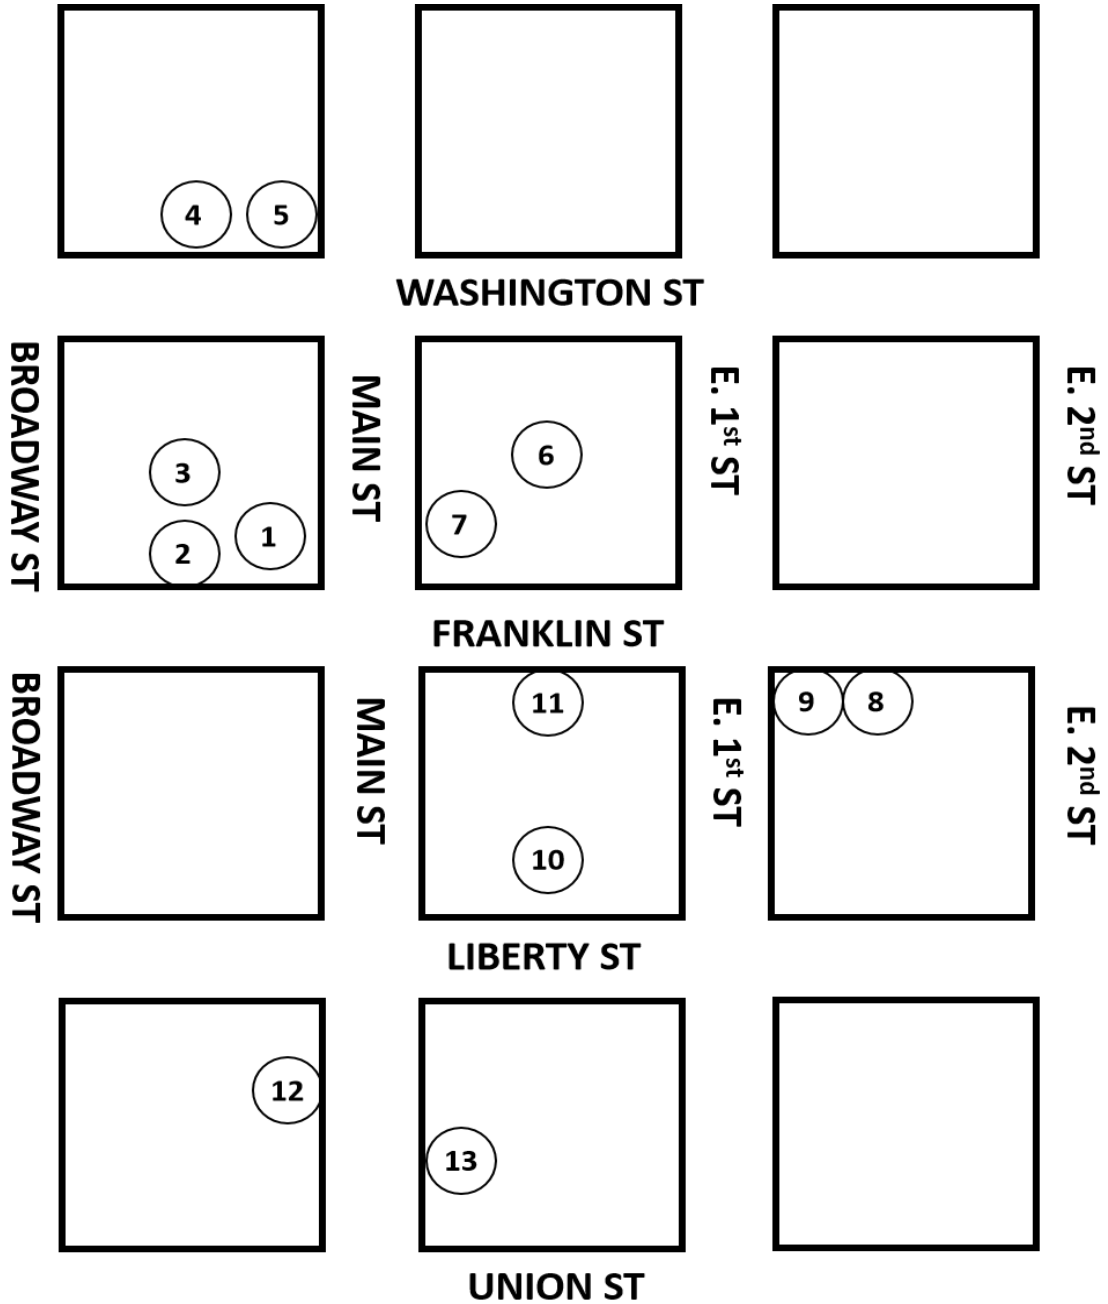 4 5
WASHINGTON ST
BROADWAY ST
MAIN ST
E. 1st ST
E. 2nd ST
3
6
7
1
2
FRANKLIN ST
BROADWAY ST
MAIN ST
E. 1st ST
E. 2nd ST
11
9 8
10
LIBERTY ST
12
13
UNION ST